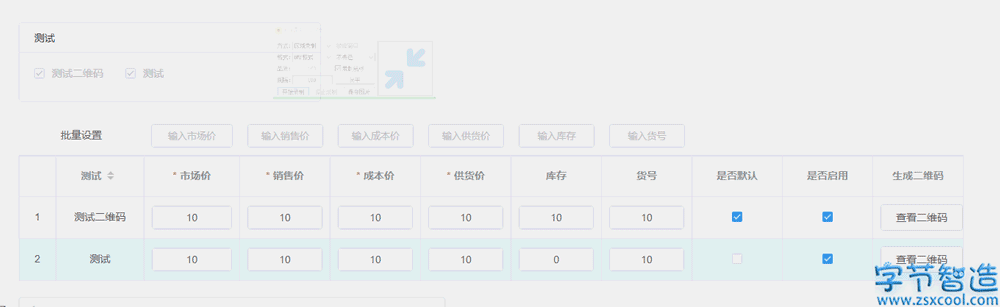 测试
测试二维码 测试
批量设置 输入市场价 输入销售价 输入成本价 输入供货价 输入库存 输入货号
测试 * 市场价 * 销售价 * 成本价 * 供货价 库存 货号 是否默认 是否启用 生成二维码
1 测试二维码 10 10 10 10 10 10 查看二维码
2 测试 10 10 10 10 0 10 查看二维码
字节智造
www.zsxcool.com